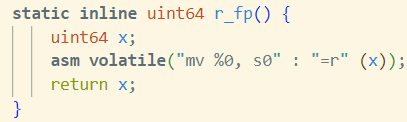 static inline uint64 r_fp() {
uint64 x;
asm volatile("mv %0, s0" : "=r" (x));
return x;
}